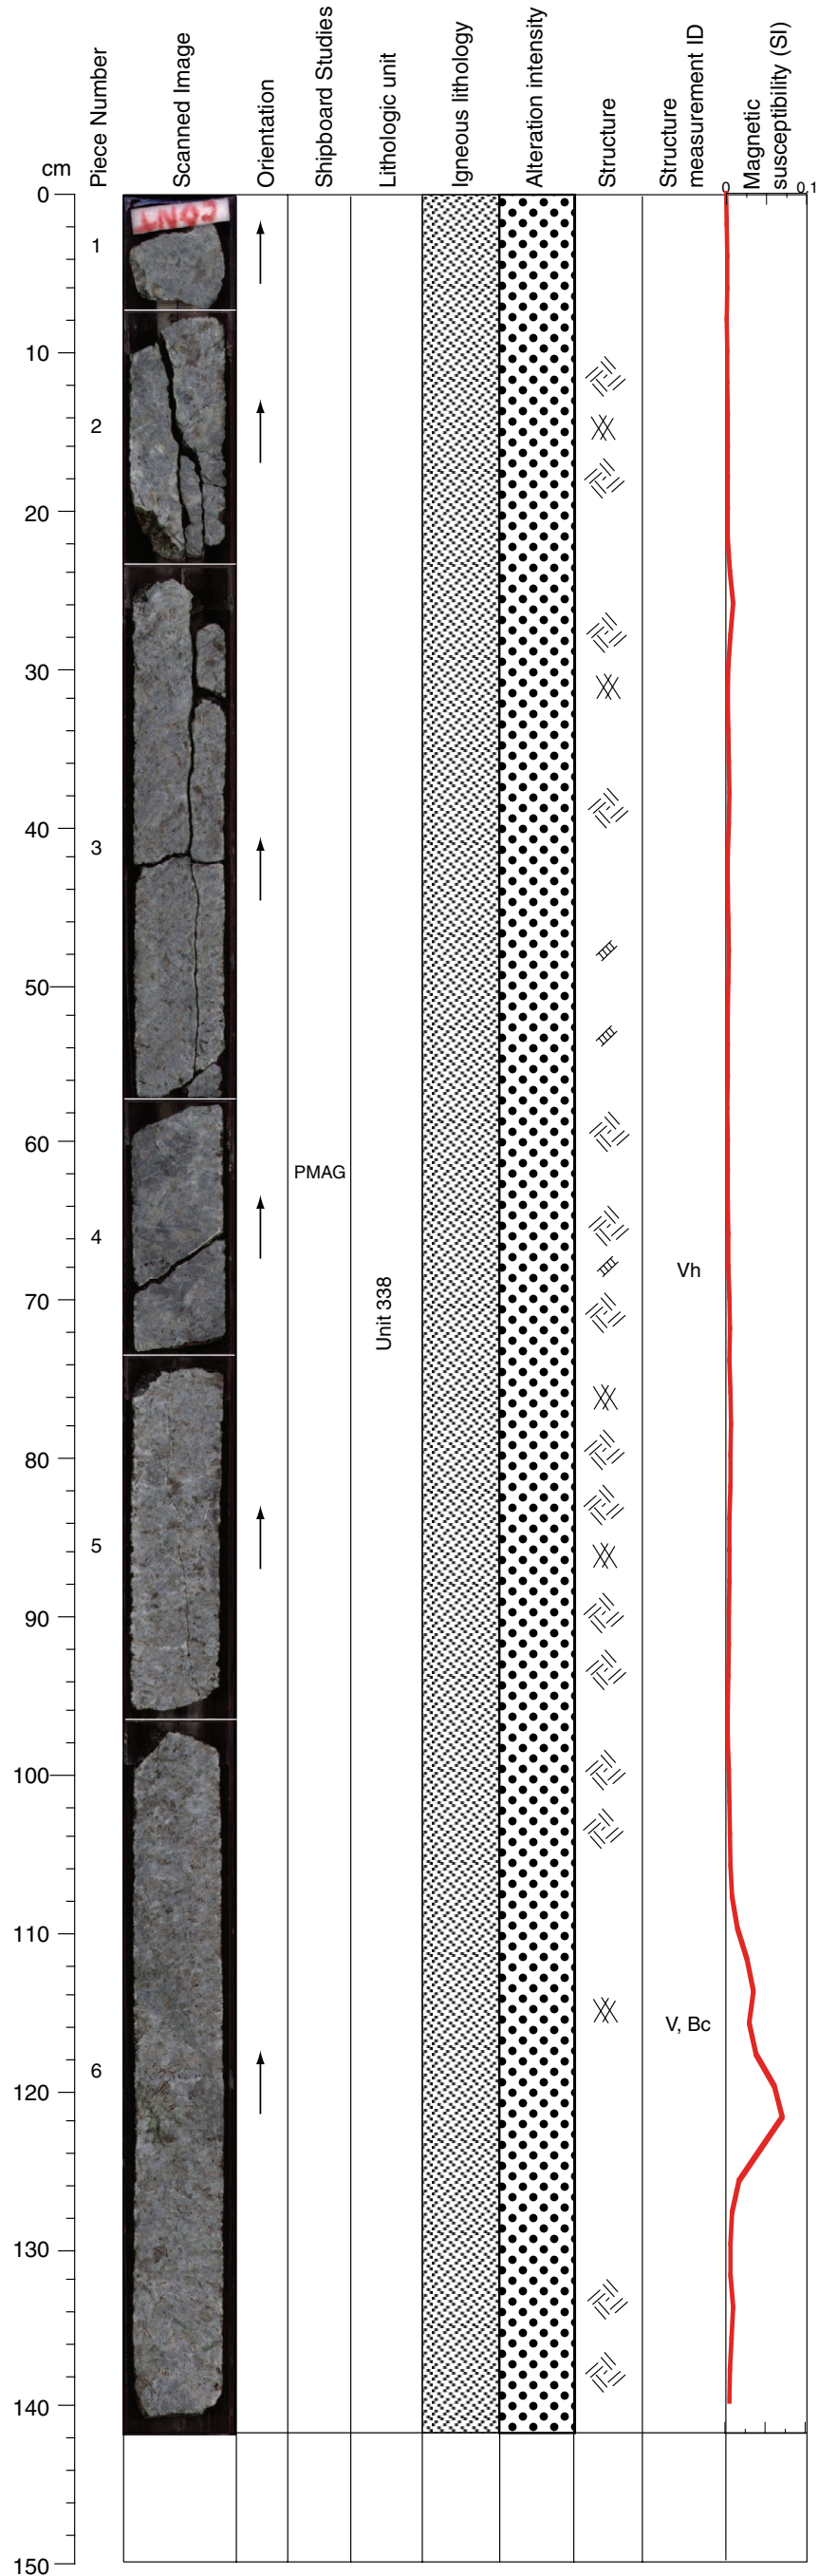 cm
Piece Number
Scanned Image
Orientation
Shipboard Studies
Lithologic unit
Igneous lithology
Alteration intensity
Structure
Structure
measurement ID
Magnetic
susceptibility (SI)
0
0.1
0
CONT
1
10
2
20
30
40
3
50
60
PMAG
4
Vh
70
Unit 338
80
5
90
100
110
V, Bc
6
120
130
140
150